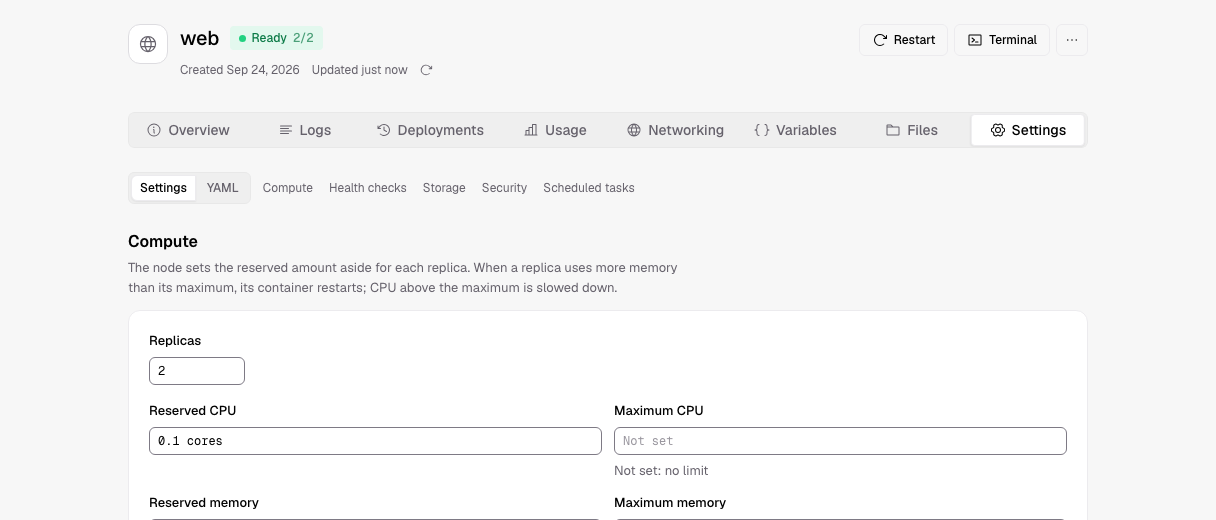 web
Ready 2/2
Restart
Terminal
Created Sep 24, 2026 Updated just now
Overview
Logs
Deployments
Usage
Networking
Variables
Files
Settings
Settings
YAML
Compute
Health checks
Storage
Security
Scheduled tasks
Compute
The node sets the reserved amount aside for each replica. When a replica uses more memory
than its maximum, its container restarts; CPU above the maximum is slowed down.
Replicas
2
Reserved CPU
Maximum CPU
0.1 cores
Not set
Not set: no limit
Reserved memory
Maximum memory